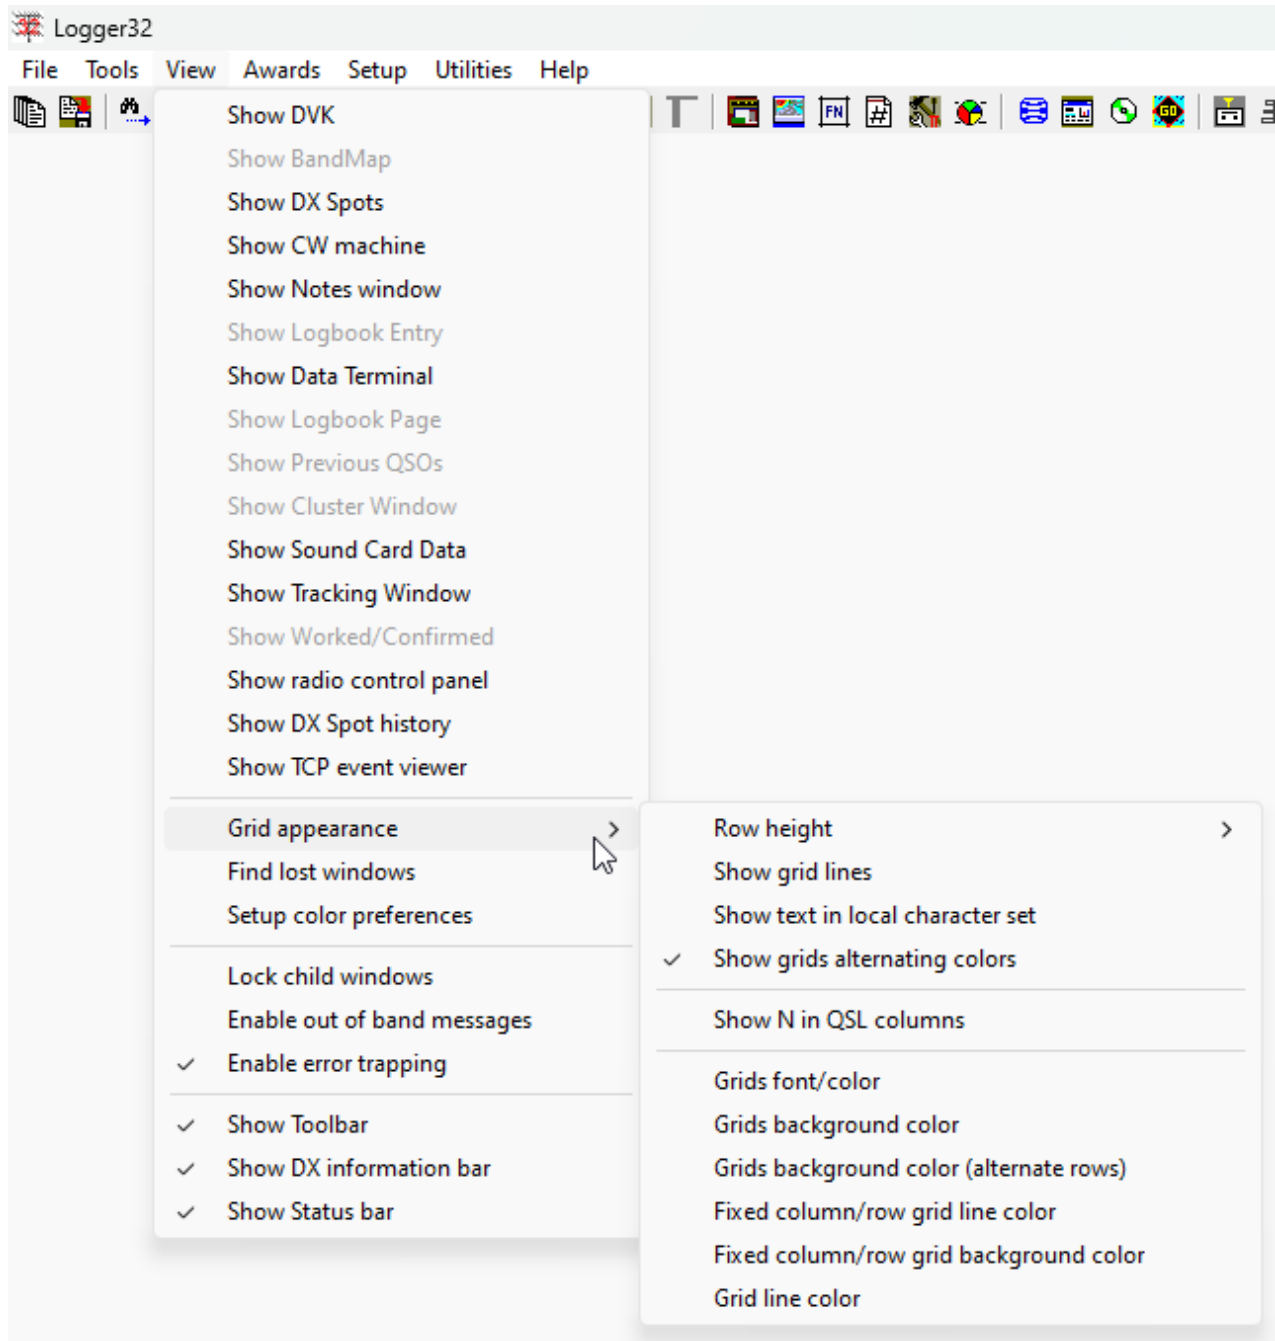 Logger32
File Tools View Awards Setup Utilities Help
T FN # GO
Show DVK
Show BandMap
Show DX Spots
Show CW machine
Show Notes window
Show Logbook Entry
Show Data Terminal
Show Logbook Page
Show Previous QSOs
Show Cluster Window
Show Sound Card Data
Show Tracking Window
Show Worked/Confirmed
Show radio control panel
Show DX Spot history
Show TCP event viewer
Grid appearance
Find lost windows
Setup color preferences
Lock child windows
Enable out of band messages
Enable error trapping
Show Toolbar
Show DX information bar
Show Status bar
Row height
Show grid lines
Show text in local character set
Show grids alternating colors
Show N in QSL columns
Grids font/color
Grids background color
Grids background color (alternate rows)
Fixed column/row grid line color
Fixed column/row grid background color
Grid line color